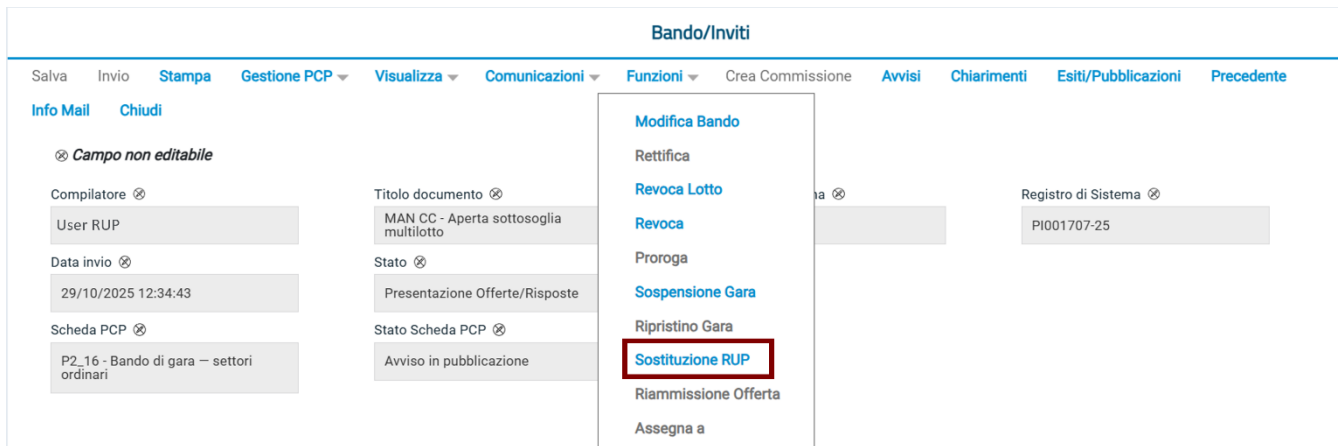 Bando/Inviti
Salva Invio Stampa Gestione PCP Visualizza Comunicazioni Funzioni Crea Commissione Avvisi Chiarimenti Esiti/Pubblicazioni Precedente
Info Mail Chiudi
Modifica Bando
Rettifica
Revoca Lotto
Revoca
Proroga
Sospensione Gara
Ripristino Gara
Sostituzione RUP
Riammissione Offerta
Assegna a
Campo non editabile
Compilatore
User RUP
Titolo documento
MAN CC - Aperta sottosoglia
multilotto
Registro di Sistema
PI001707-25
Data invio
29/10/2025 12:34:43
Stato
Presentazione Offerte/Risposte
Scheda PCP
P2_16 - Bando di gara — settori
ordinari
Stato Scheda PCP
Avviso in pubblicazione